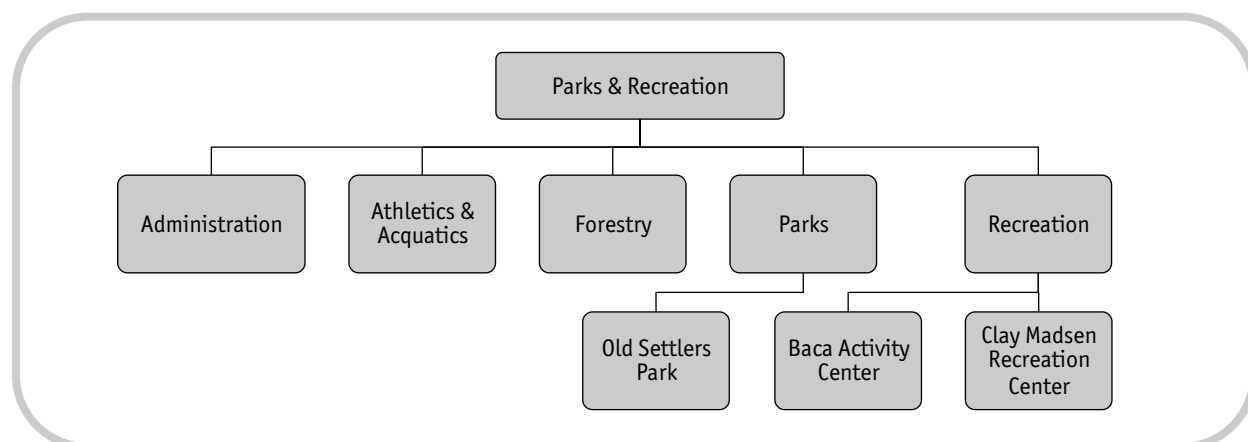 Parks & Recreation
Administration
Athletics &
Acquatics
Forestry
Parks
Recreation
Old Settlers
Park
Baca Activity
Center
Clay Madsen
Recreation
Center